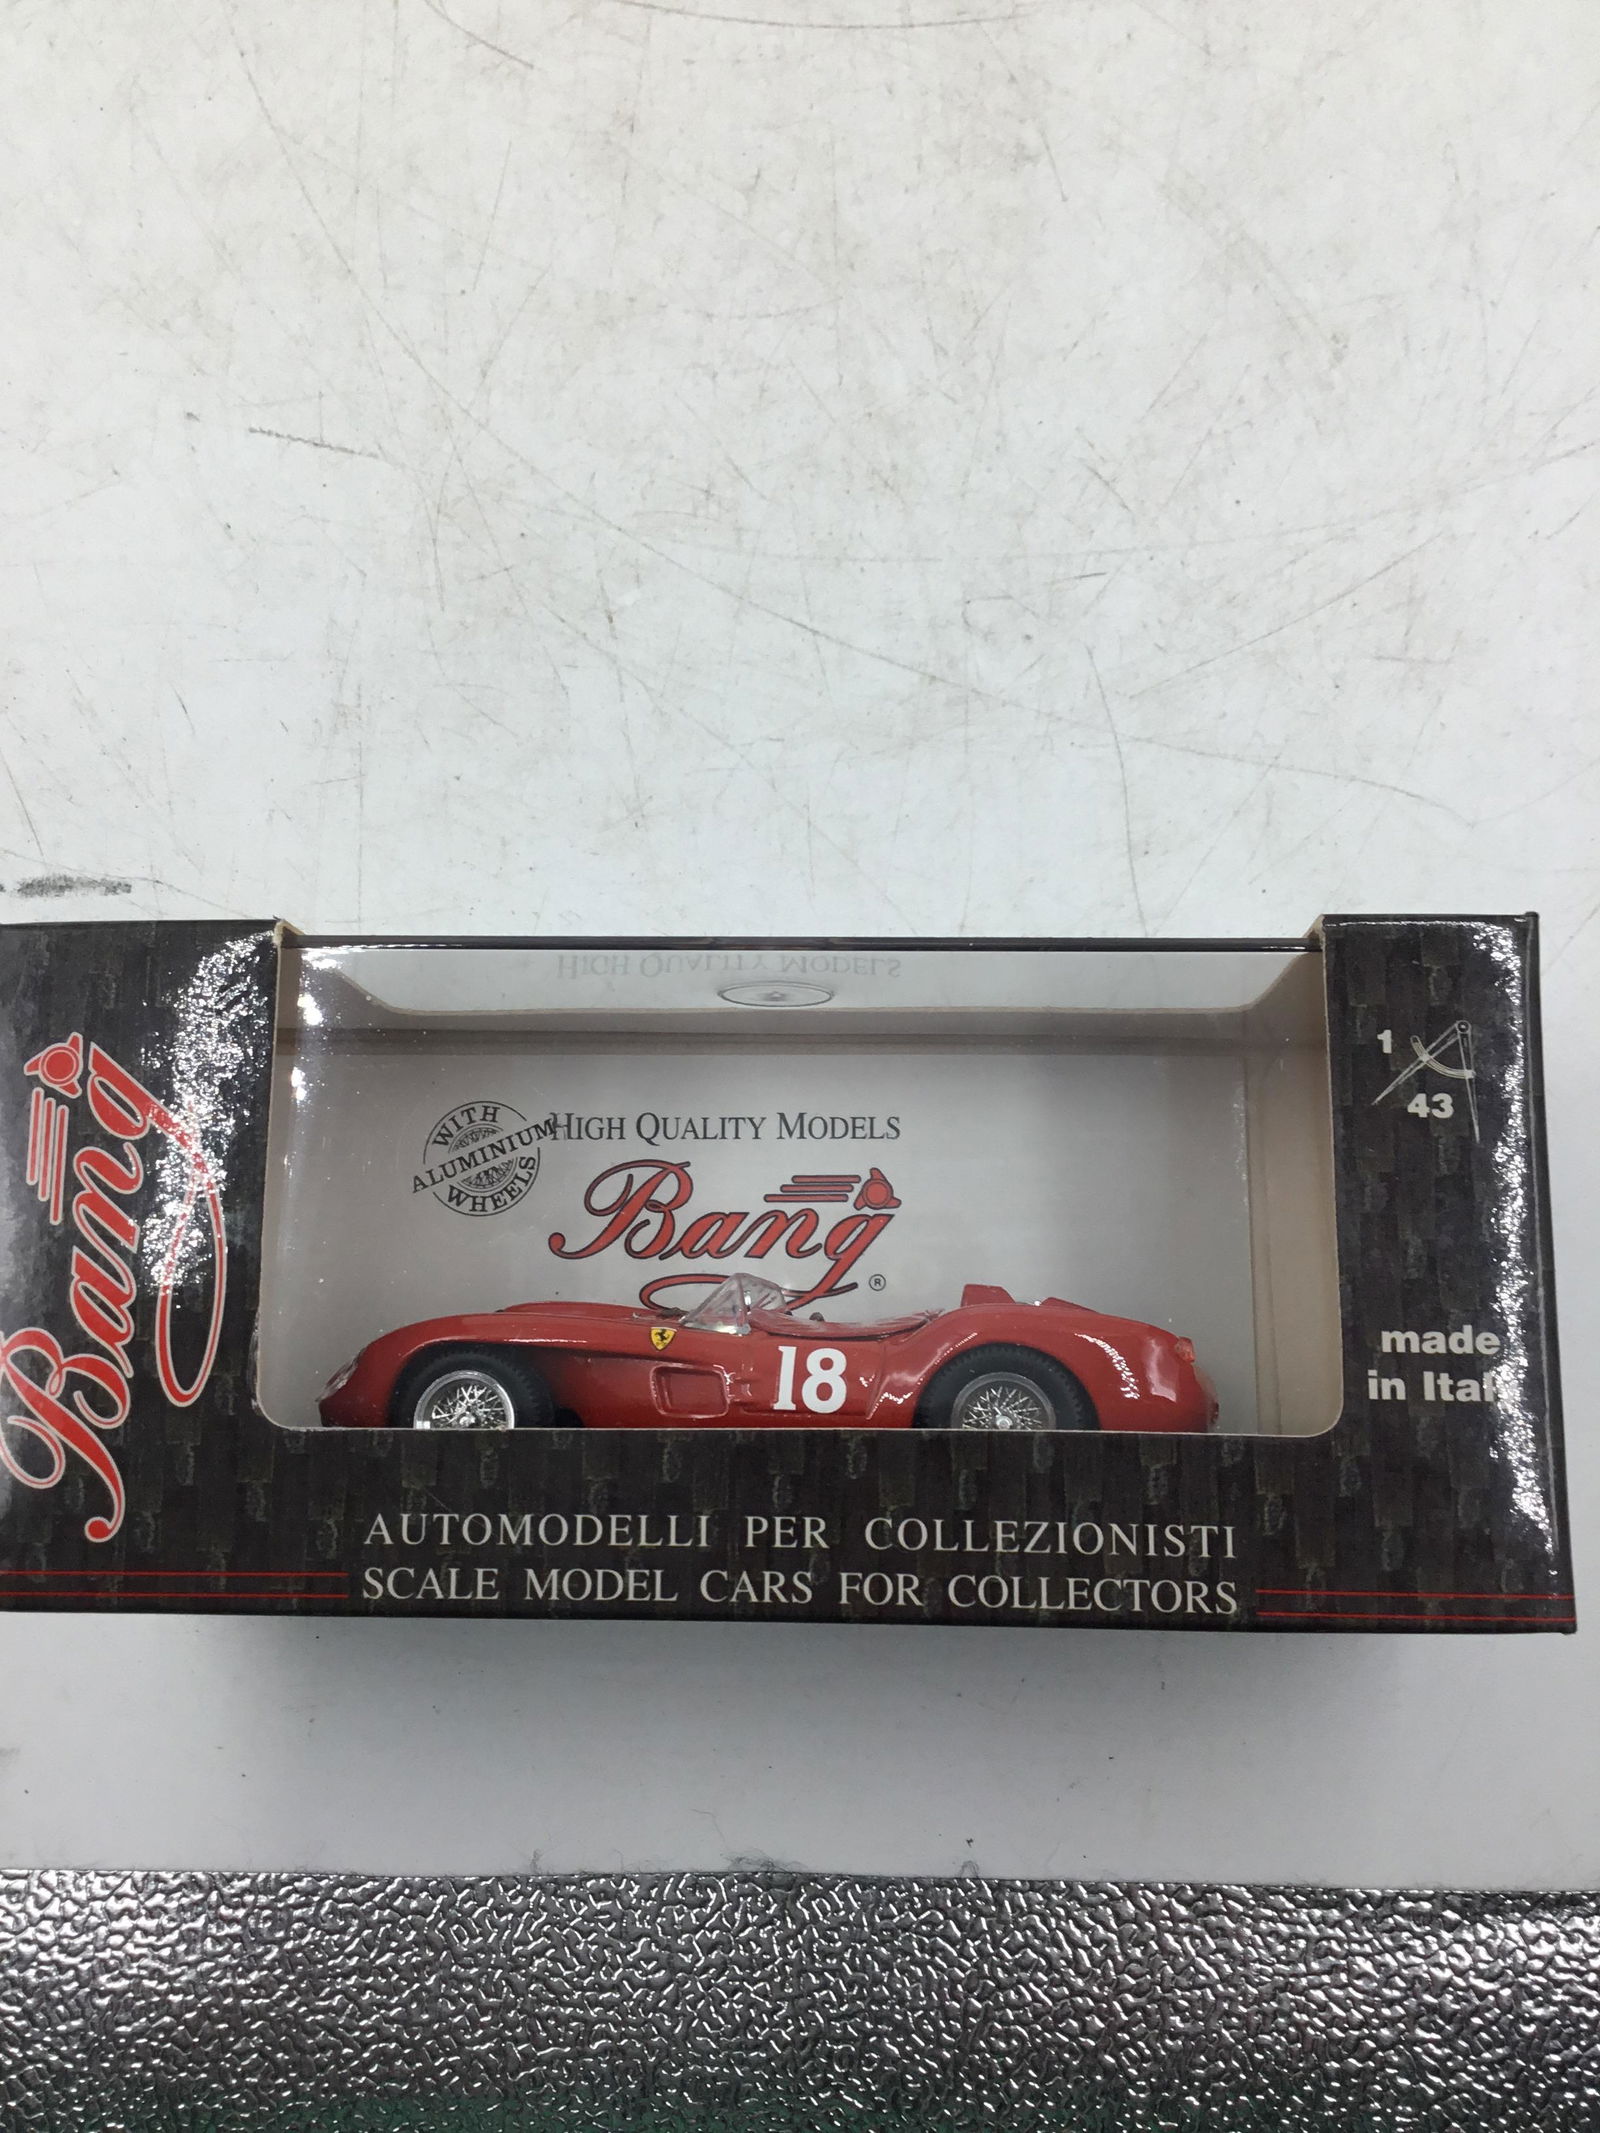 Bang
WITH
ALUMINIUM
WHEELS
HIGH QUALITY MODELS
Bang
®
18
1
43
made
in Italy
AUTOMODELLI PER COLLEZIONISTI
SCALE MODEL CARS FOR COLLECTORS
HIGH QUALITY MODELS